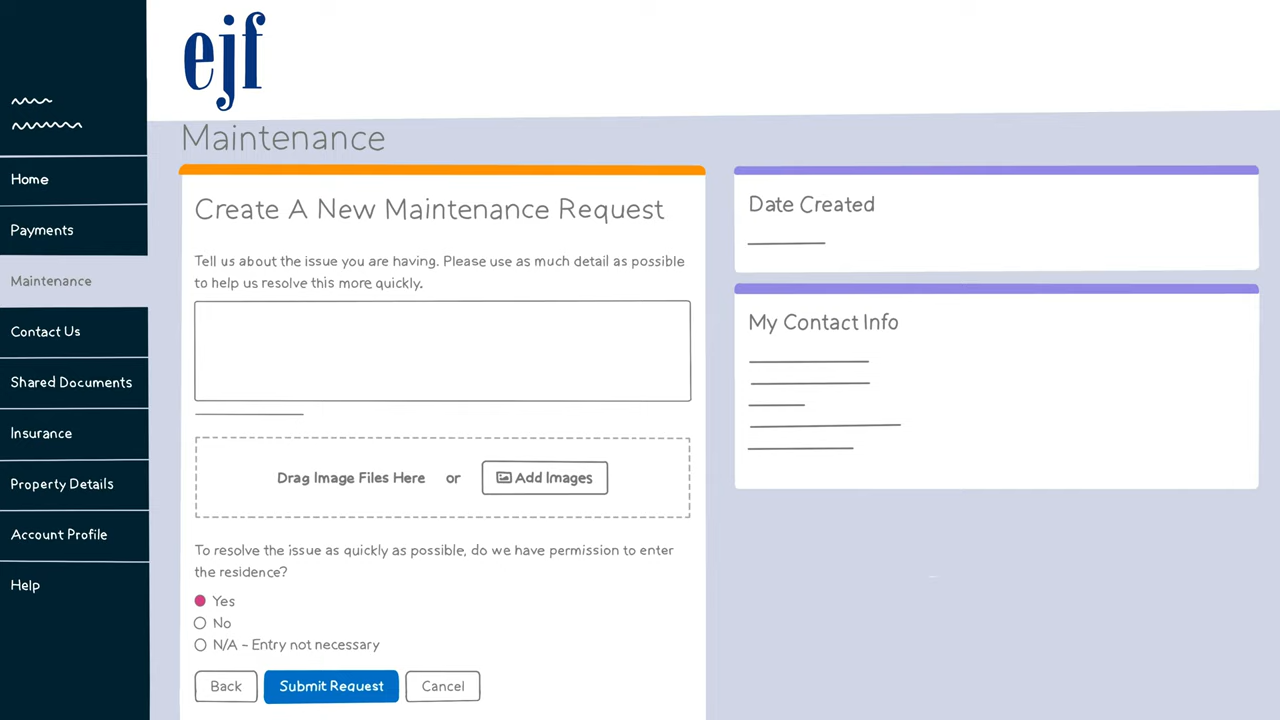 ejf
Maintenance
Home
Payments
Maintenance
Contact Us
Shared Documents
Insurance
Property Details
Account Profile
Help
Create A New Maintenance Request
Tell us about the issue you are having. Please use as much detail as possible
to help us resolve this more quickly.
Drag Image Files Here or Add Images
To resolve the issue as quickly as possible, do we have permission to enter
the residence?
Yes
No
N/A - Entry not necessary
Back Submit Request Cancel
Date Created
My Contact Info